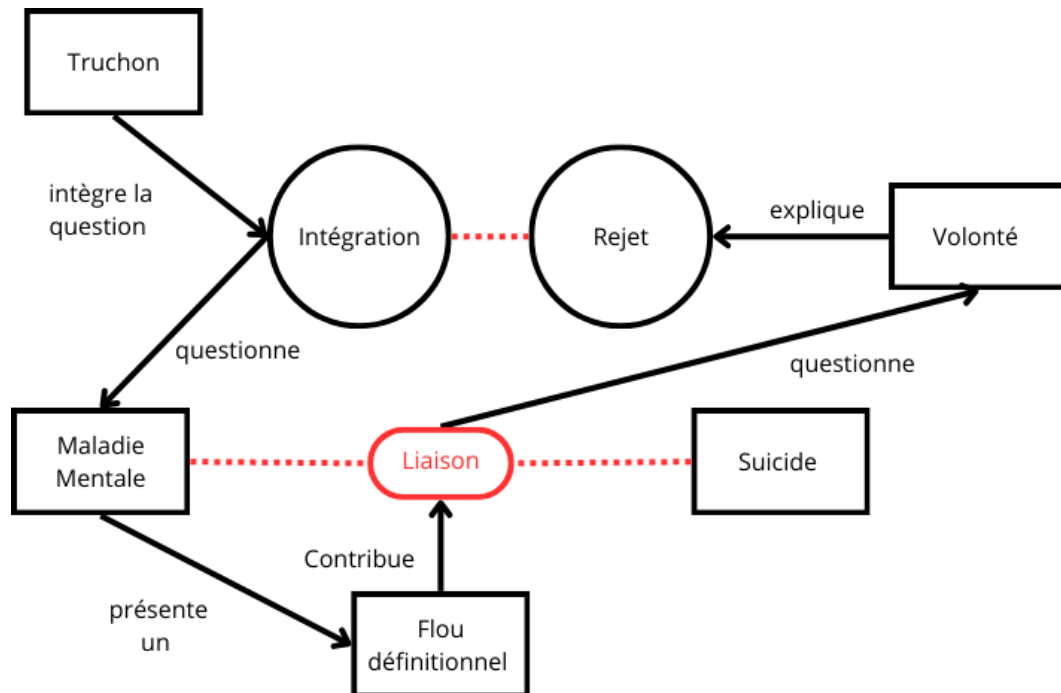 Truchon
intègre la
question
Intégration
Rejet
explique
Volonté
questionne
questionne
Maladie
Mentale
Liaison
Suicide
Contribue
présente
un
Flou
définitionnel